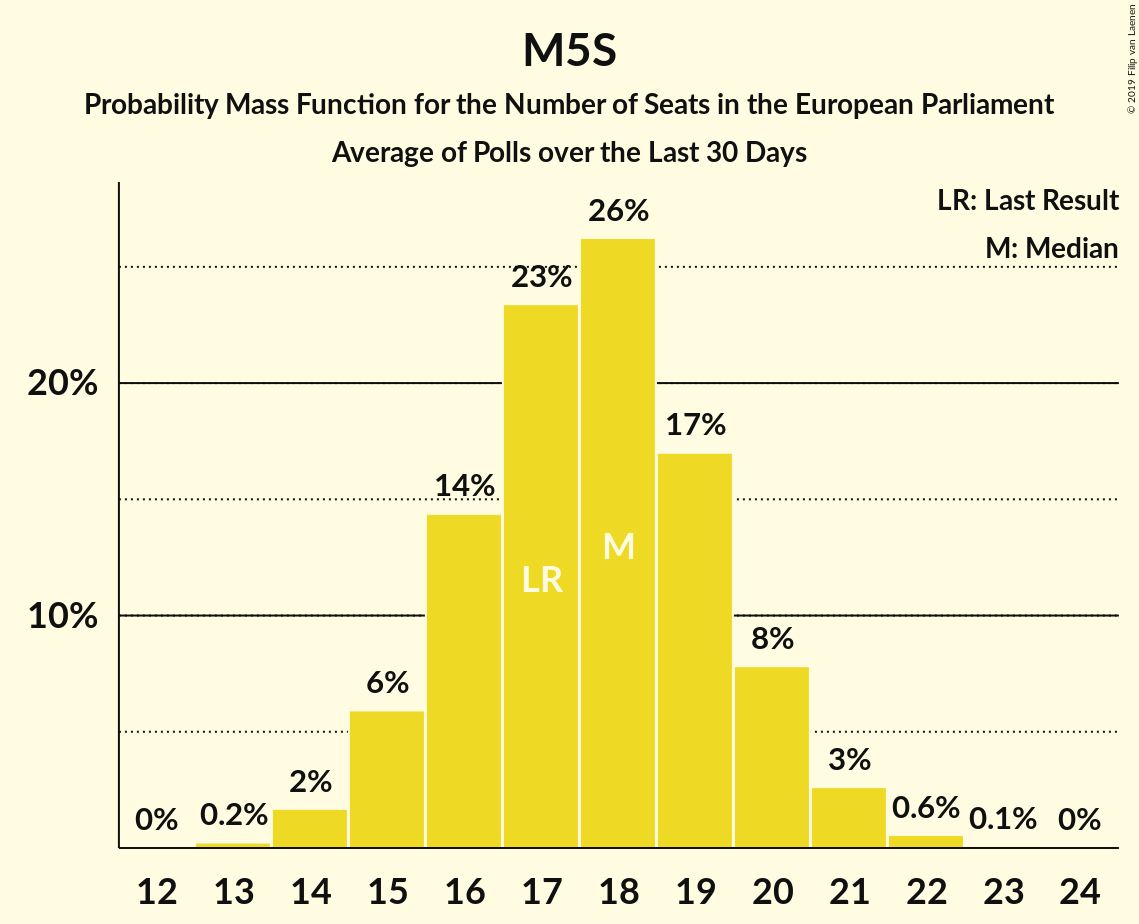 M5S
Probability Mass Function for the Number of Seats in the European Parliament
Average of Polls over the Last 30 Days
© 2019 Filip van Laenen
LR: Last Result
M: Median
26%
23%
20%
17%
14%
M
LR
10%
8%
6%
3%
2%
0% 0.2% 0.6% 0.1% 0%
12 13 14 15 16 17 18 19 20 21 22 23 24